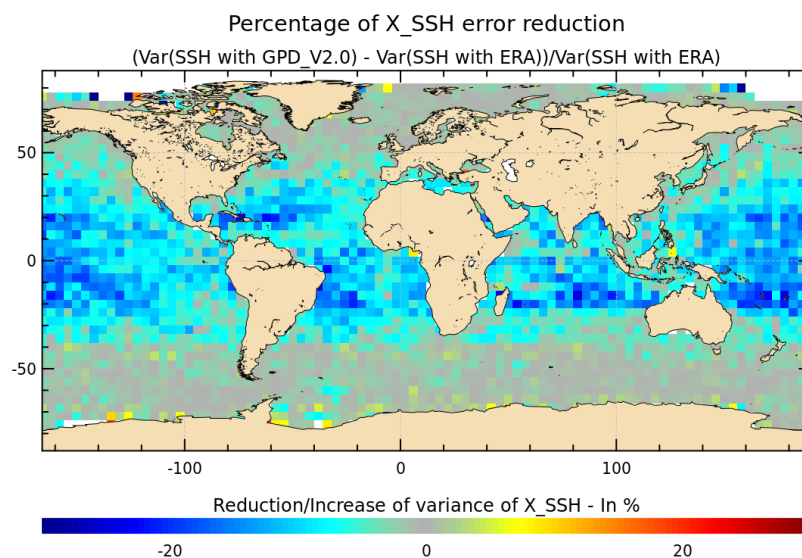 Percentage of X_SSH error reduction
(Var(SSH with GPD_V2.0) - Var(SSH with ERA))/Var(SSH with ERA)
50
0
-50
-100 0 100
Reduction/Increase of variance of X_SSH - In %
-20 0 20